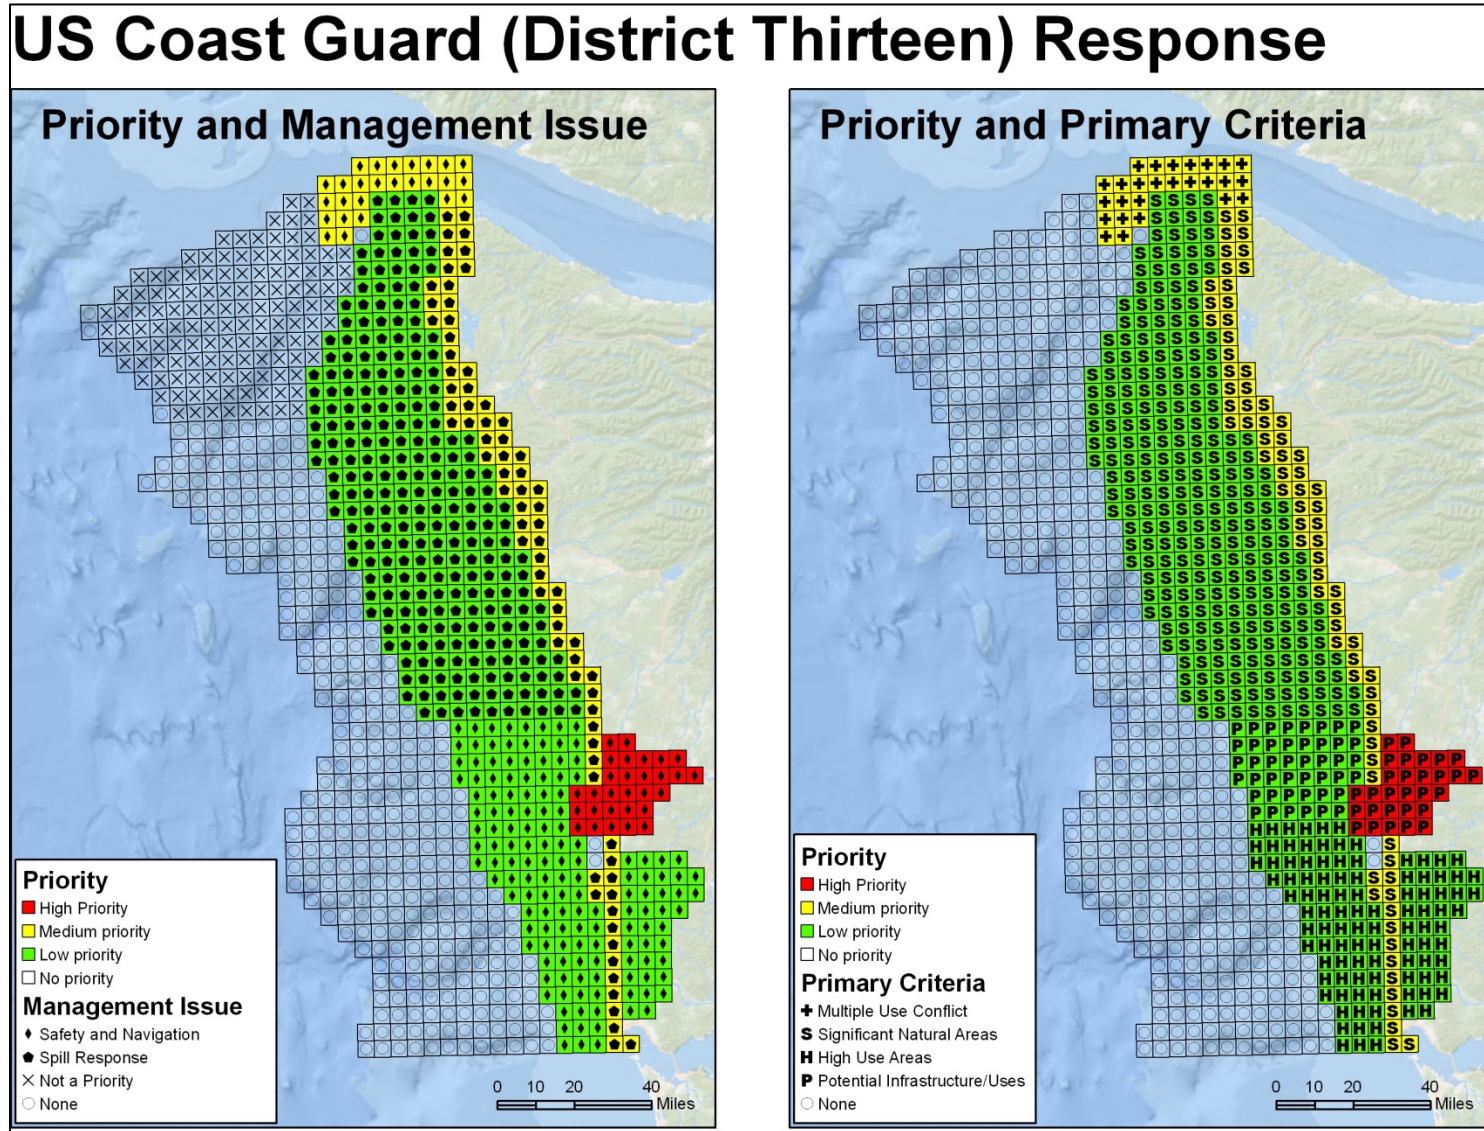 US Coast Guard (District Thirteen) Response
Priority and Management Issue
Priority
High Priority
Medium priority
Low priority
No priority
Management Issue
Safety and Navigation
Spill Response
Not a Priority
None
0 10 20 40
Miles
Priority and Primary Criteria
Priority
High Priority
Medium priority
Low priority
No priority
Primary Criteria
Multiple Use Conflict
S Significant Natural Areas
H High Use Areas
P Potential Infrastructure/Uses
None
0 10 20 40
Miles